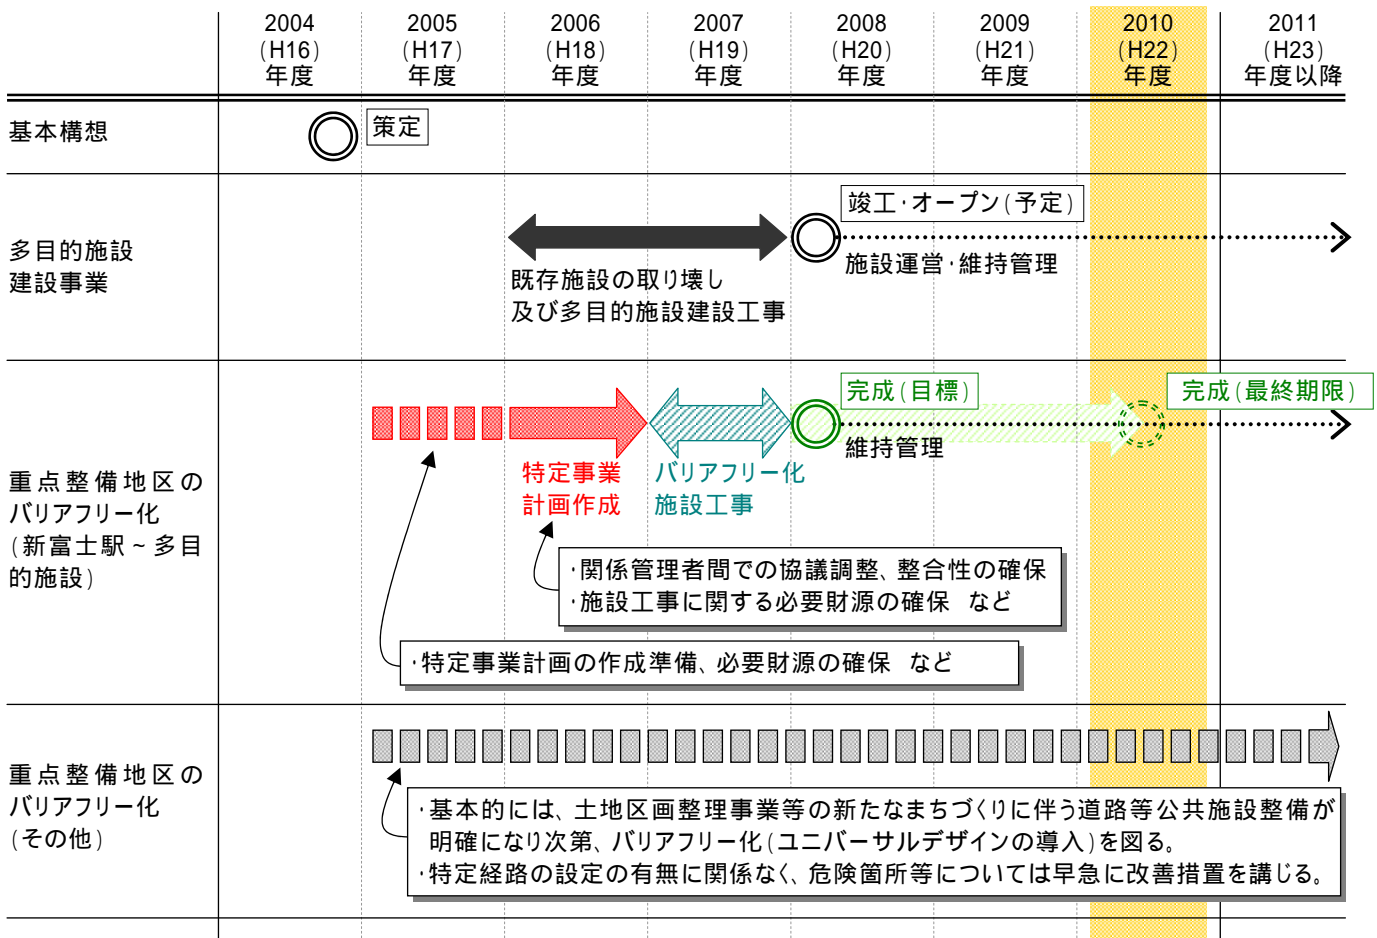 2004
(H16)
年度
2005
(H17)
年度
2006
(H18)
年度
2007
(H19)
年度
2008
(H20)
年度
2009
(H21)
年度
2010
(H22)
年度
2011
(H23)
年度以降
基本構想
策定
多目的施設
建設事業
既存施設の取り壊し
及び多目的施設建設工事
竣工・オープン(予定)
施設運営・維持管理
重点整備地区の
バリアフリー化
(新富士駅~多目
的施設)
特定事業
計画作成
バリアフリー化
施設工事
完成(目標)
維持管理
完成(最終期限)
・関係管理者間での協議調整、整合性の確保
・施設工事に関する必要財源の確保 など
・特定事業計画の作成準備、必要財源の確保 など
重点整備地区の
バリアフリー化
(その他)
・基本的には、土地区画整理事業等の新たなまちづくりに伴う道路等公共施設整備が
明確になり次第、バリアフリー化(ユニバーサルデザインの導入)を図る。
・特定経路の設定の有無に関係なく、危険箇所等については早急に改善措置を講じる。